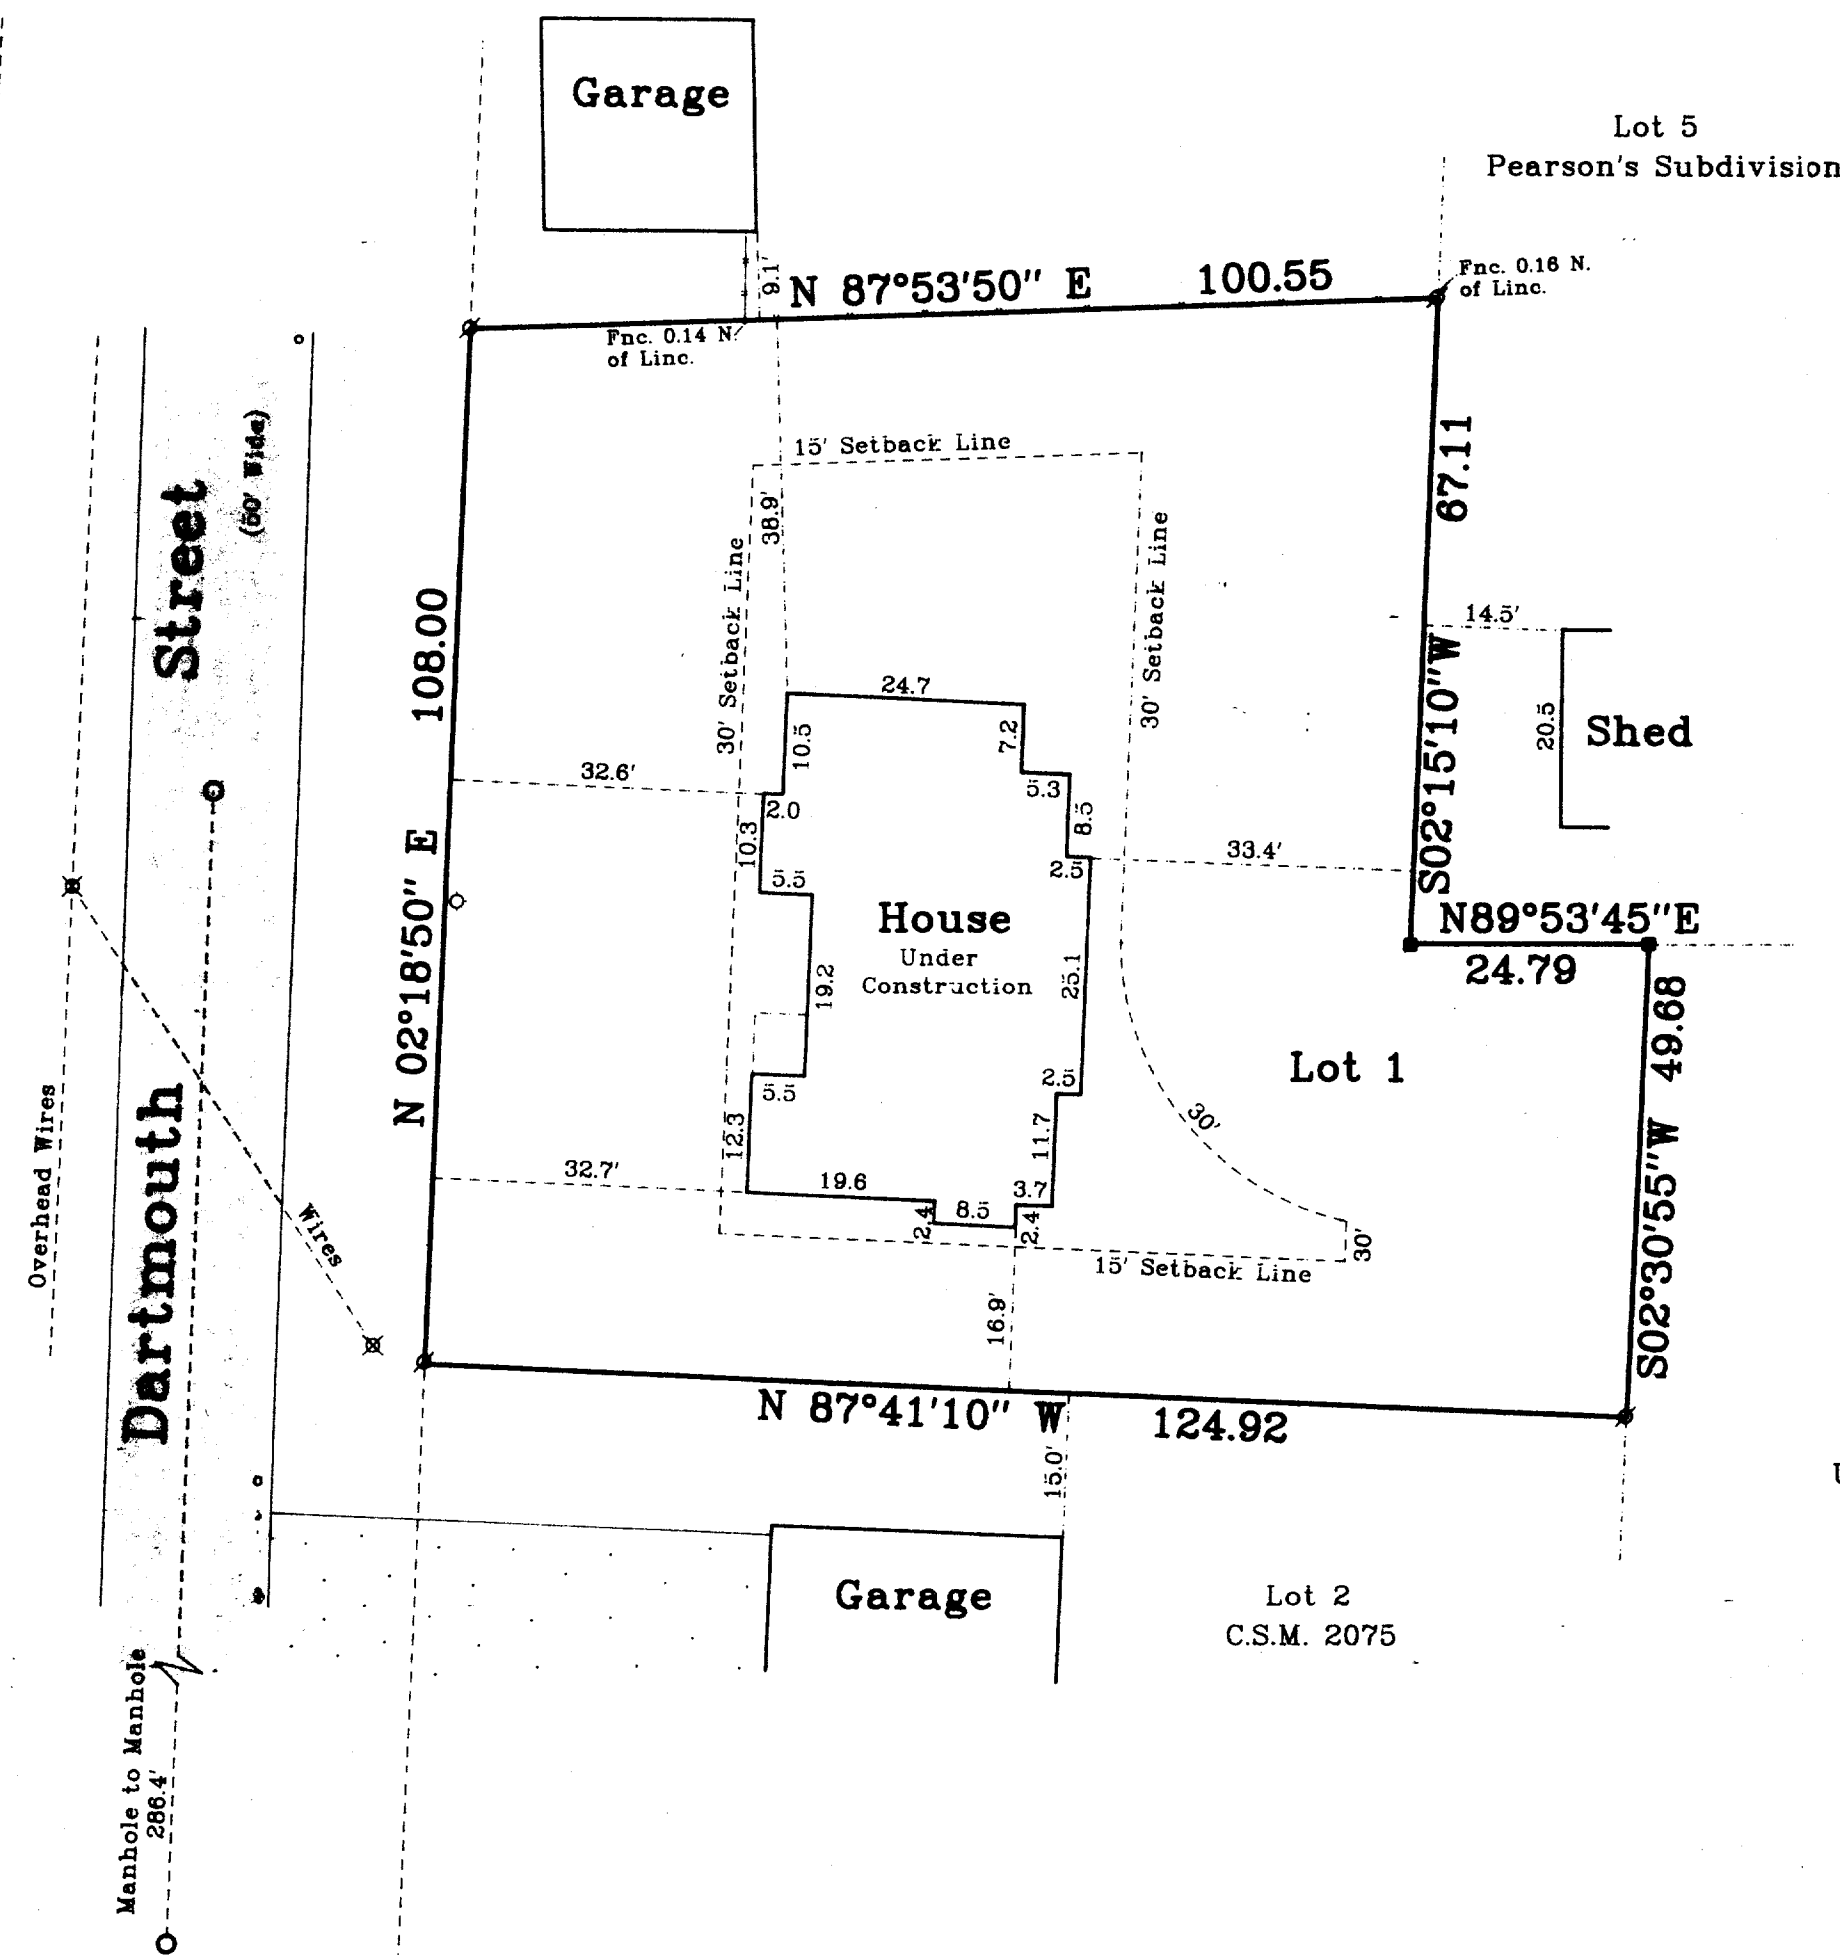 Garage
Lot 5
Pearson's Subdivision
9.1'
N 87°53'50" E 100.55
Fnc. 0.16 N.
of Linc.
Fnc. 0.14 N.
of Linc.
Dartmouth Street
(50' Wide)
15' Setback Line
38.9'
30' Setback Line
30' Setback Line
67.11
S02°15'10"W
14.5'
20.5
Shed
N 02°18'50" E 108.00
24.7
10.5
7.2
32.6'
2.0
5.3
8.5
10.3
2.5
33.4'
5.5
House
Under
Construction
19.2
25.1
N89°53'45"E
24.79
S02°30'55"W 49.68
Lot 1
5.5
2.5
12.3
11.7
30'
32.7'
19.6
3.7
2.4
8.5
2.4
30'
15' Setback Line
16.9'
Overhead Wires
Wires
N 87°41'10" W 124.92
15.0'
Garage
Lot 2
C.S.M. 2075
Manhole to Manhole
286.4'